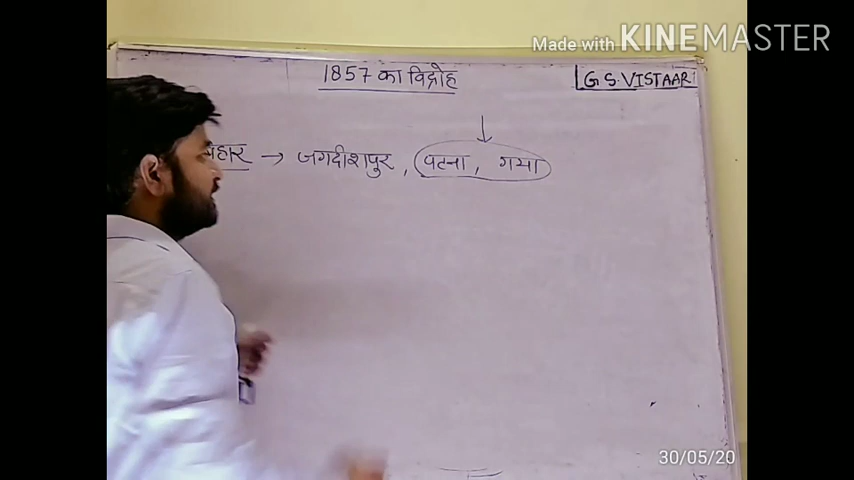 Made with KINEMASTER
1857 का विद्रोह
G.S. VISTAAR
→ जगदीशपुर, पटना, गया
30/05/20